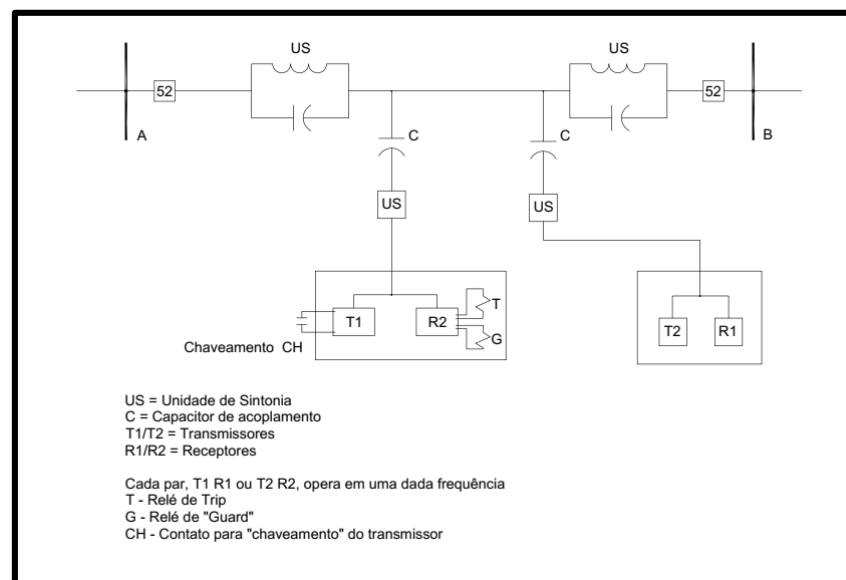 US
US
52
52
A
B
C
C
US
US
T1
R2
T
G
T2
R1
Chaveamento CH
US = Unidade de Sintonia
C = Capacitor de acoplamento
T1/T2 = Transmissores
R1/R2 = Receptores
Cada par, T1 R1 ou T2 R2, opera em uma dada frequência
T - Relé de Trip
G - Relé de "Guard"
CH - Contato para "chaveamento" do transmissor